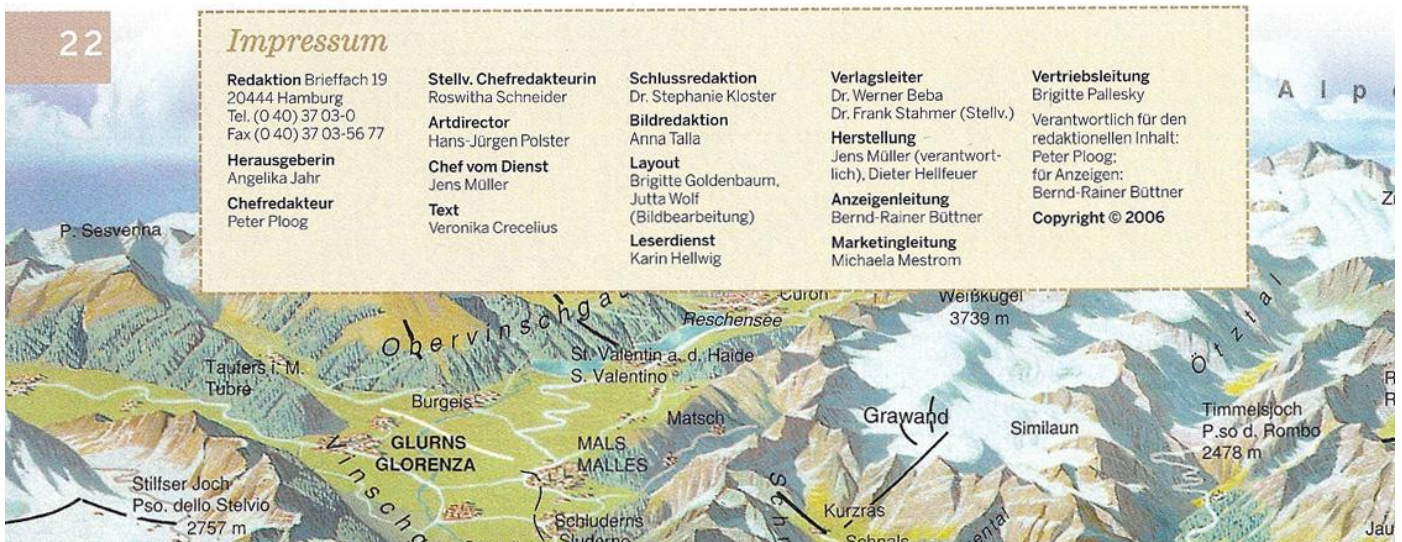 22
Impressum
Redaktion Brieffach 19
20444 Hamburg
Tel. (0 40) 37 03-0
Fax (0 40) 37 03-56 77
Herausgeberin
Angelika Jahr
Chefredakteur
Peter Ploog
Stellv. Chefredakteurin
Roswitha Schneider
Artdirector
Hans-Jürgen Polster
Chef vom Dienst
Jens Müller
Text
Veronika Crecelius
Schlussredaktion
Dr. Stephanie Kloster
Bildredaktion
Anna Talla
Layout
Brigitte Goldenbaum,
Jutta Wolf
(Bildbearbeitung)
Leserdienst
Karin Hellwig
Verlagsleiter
Dr. Werner Beba
Dr. Frank Stahmer (Stellv.)
Herstellung
Jens Müller (verantwort-
lich), Dieter Hellfeuer
Anzeigenleitung
Bernd-Rainer Büttner
Marketingleitung
Michaela Mestrom
Vertriebsleitung
Brigitte Pallesky
Verantwortlich für den
redaktionellen Inhalt:
Peter Ploog;
für Anzeigen:
Bernd-Rainer Büttner
Copyright © 2006
P. Sesvenna
Curon
Weißkugel
3739 m
Reschensee
Obervinschgau
Ötztal
St. Valentin a. d. Haide
S. Valentino
Taufers i. M.
Tubre
Burgeis
Matsch
Grawand
Similaun
Timmelsjoch
P.so d. Rombo
2478 m
GLURNS
GLORENZA
MALS
MALLES
Stilfser Joch
Pso. dello Stelvio
2757 m
Schluderns
Sluderno
Kurzras
Schnals